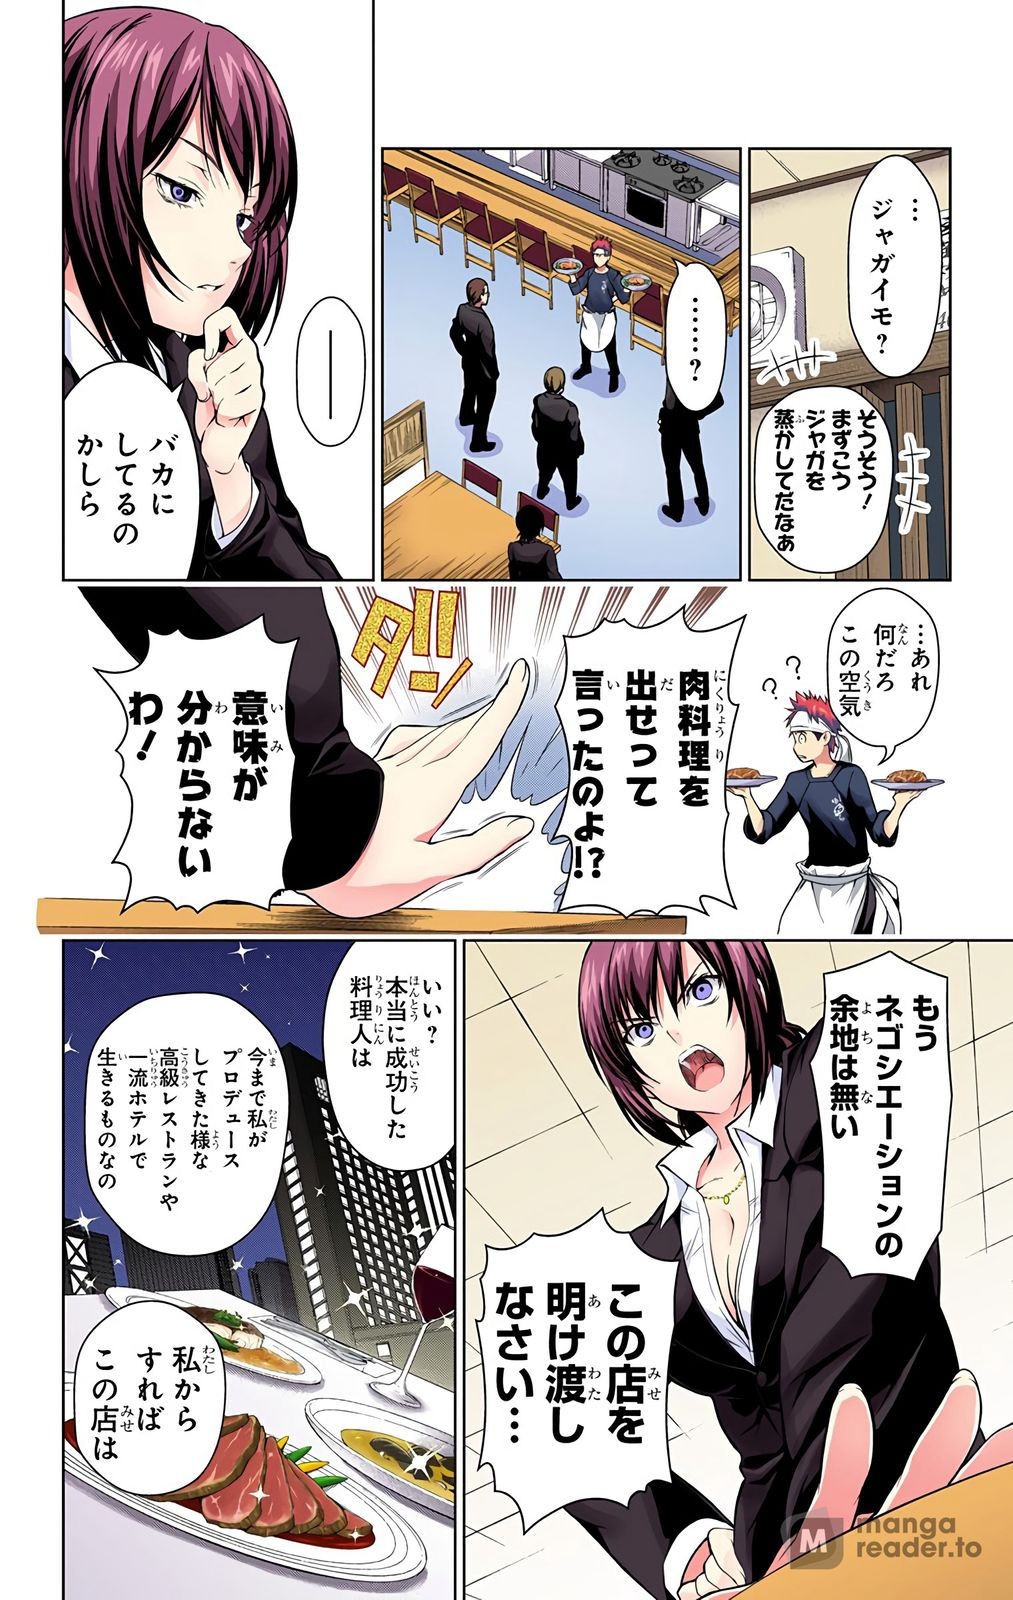 …
ジャガイモ?
そうそう!
まずこう
ジャガを
蒸かしてだなぁ
……?
—
バカに
してるの
かしら
…あれ
何だろ
この空気
? ?
肉料理を
出せって
言ったのよ!?
ダンッ
意味が
分からない
わ!
もう
ネゴシエーションの
余地は無い
この店を
明け渡し
なさい…
いい?
本当に成功した
料理人は
今まで私が
プロデュース
してきた様な
高級レストランや
一流ホテルで
生きるものなの
私から
すれば
この店は
manga
reader.to